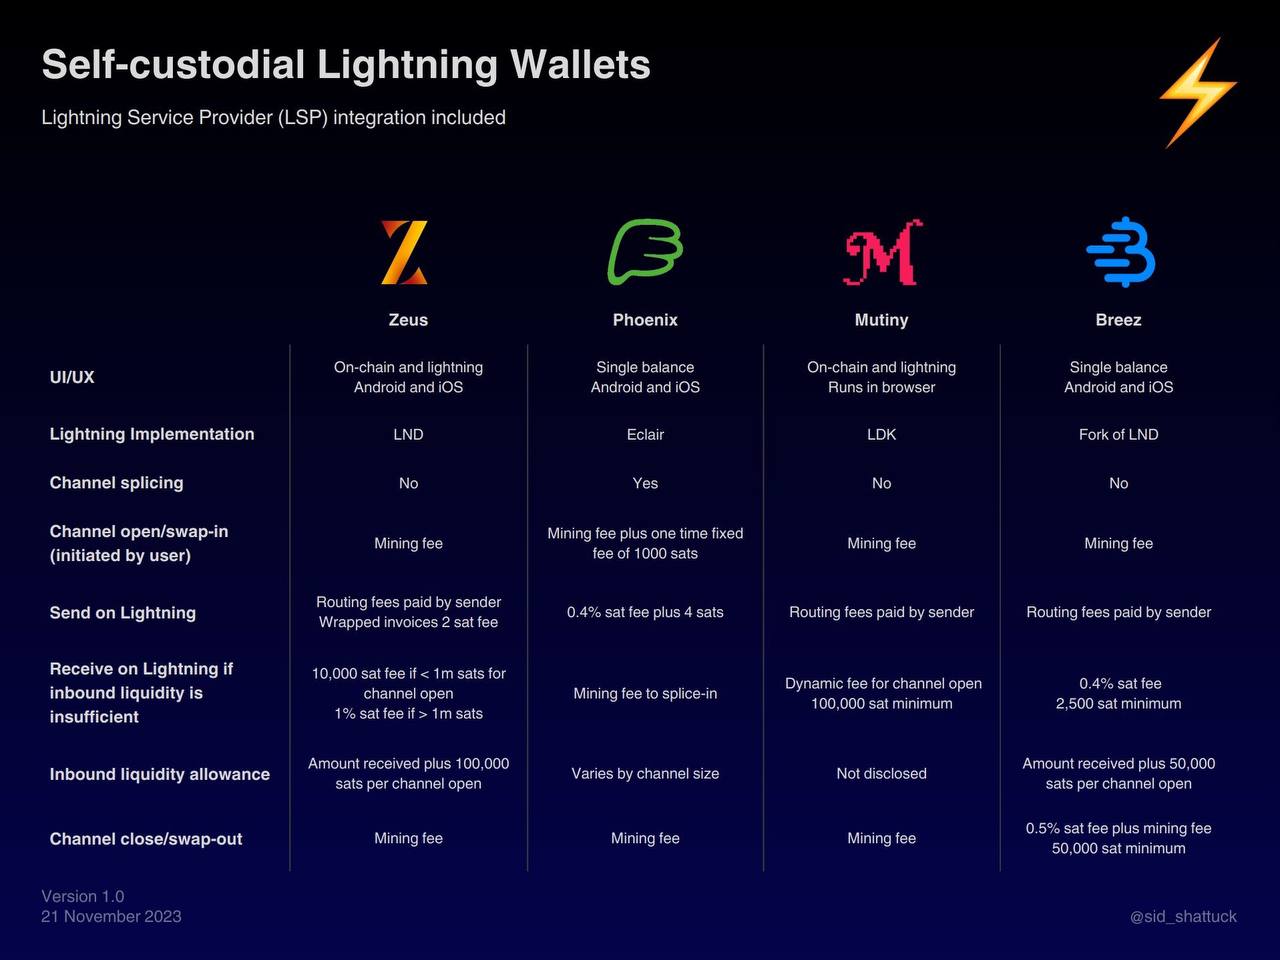 Self-custodial Lightning Wallets
Lightning Service Provider (LSP) integration included
Zeus
Phoenix
Mutiny
Breez
UI/UX
On-chain and lightning
Android and iOS
Single balance
Android and iOS
On-chain and lightning
Runs in browser
Single balance
Android and iOS
Lightning Implementation
LND
Eclair
LDK
Fork of LND
Channel splicing
No
Yes
No
No
Channel open/swap-in
(initiated by user)
Mining fee
Mining fee plus one time fixed
fee of 1000 sats
Mining fee
Mining fee
Send on Lightning
Routing fees paid by sender
Wrapped invoices 2 sat fee
0.4% sat fee plus 4 sats
Routing fees paid by sender
Routing fees paid by sender
Receive on Lightning if
inbound liquidity is
insufficient
10,000 sat fee if < 1m sats for
channel open
1% sat fee if > 1m sats
Mining fee to splice-in
Dynamic fee for channel open
100,000 sat minimum
0.4% sat fee
2,500 sat minimum
Inbound liquidity allowance
Amount received plus 100,000
sats per channel open
Varies by channel size
Not disclosed
Amount received plus 50,000
sats per channel open
Channel close/swap-out
Mining fee
Mining fee
Mining fee
0.5% sat fee plus mining fee
50,000 sat minimum
Version 1.0
21 November 2023
@sid_shattuck